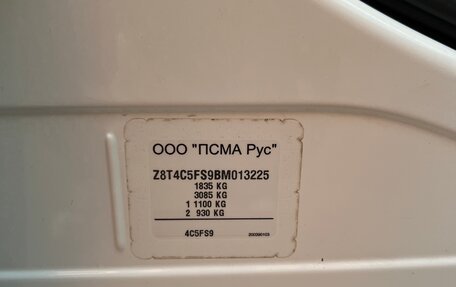 ООО "ПСМА Рус"
Z8T4C5FS9BM013225
1835 KG
3085 KG
1 1100 KG
2 930 KG
4C5FS9